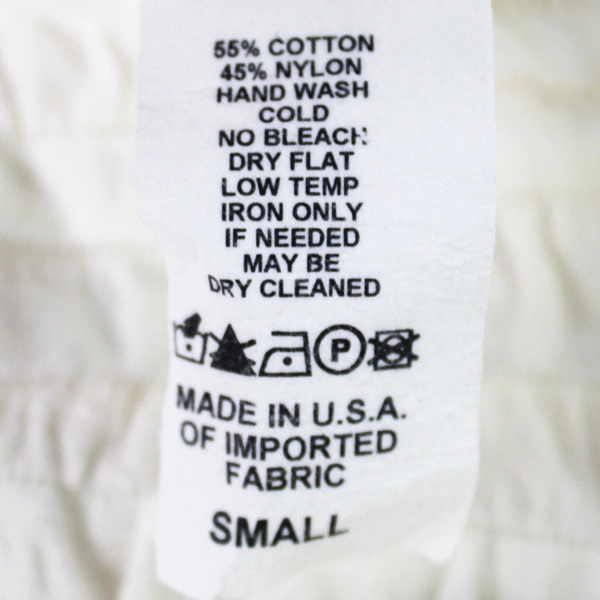 55% COTTON
45% NYLON
HAND WASH
COLD
NO BLEACH
DRY FLAT
LOW TEMP
IRON ONLY
IF NEEDED
MAY BE
DRY CLEANED
P
MADE IN U.S.A.
OF IMPORTED
FABRIC
SMALL